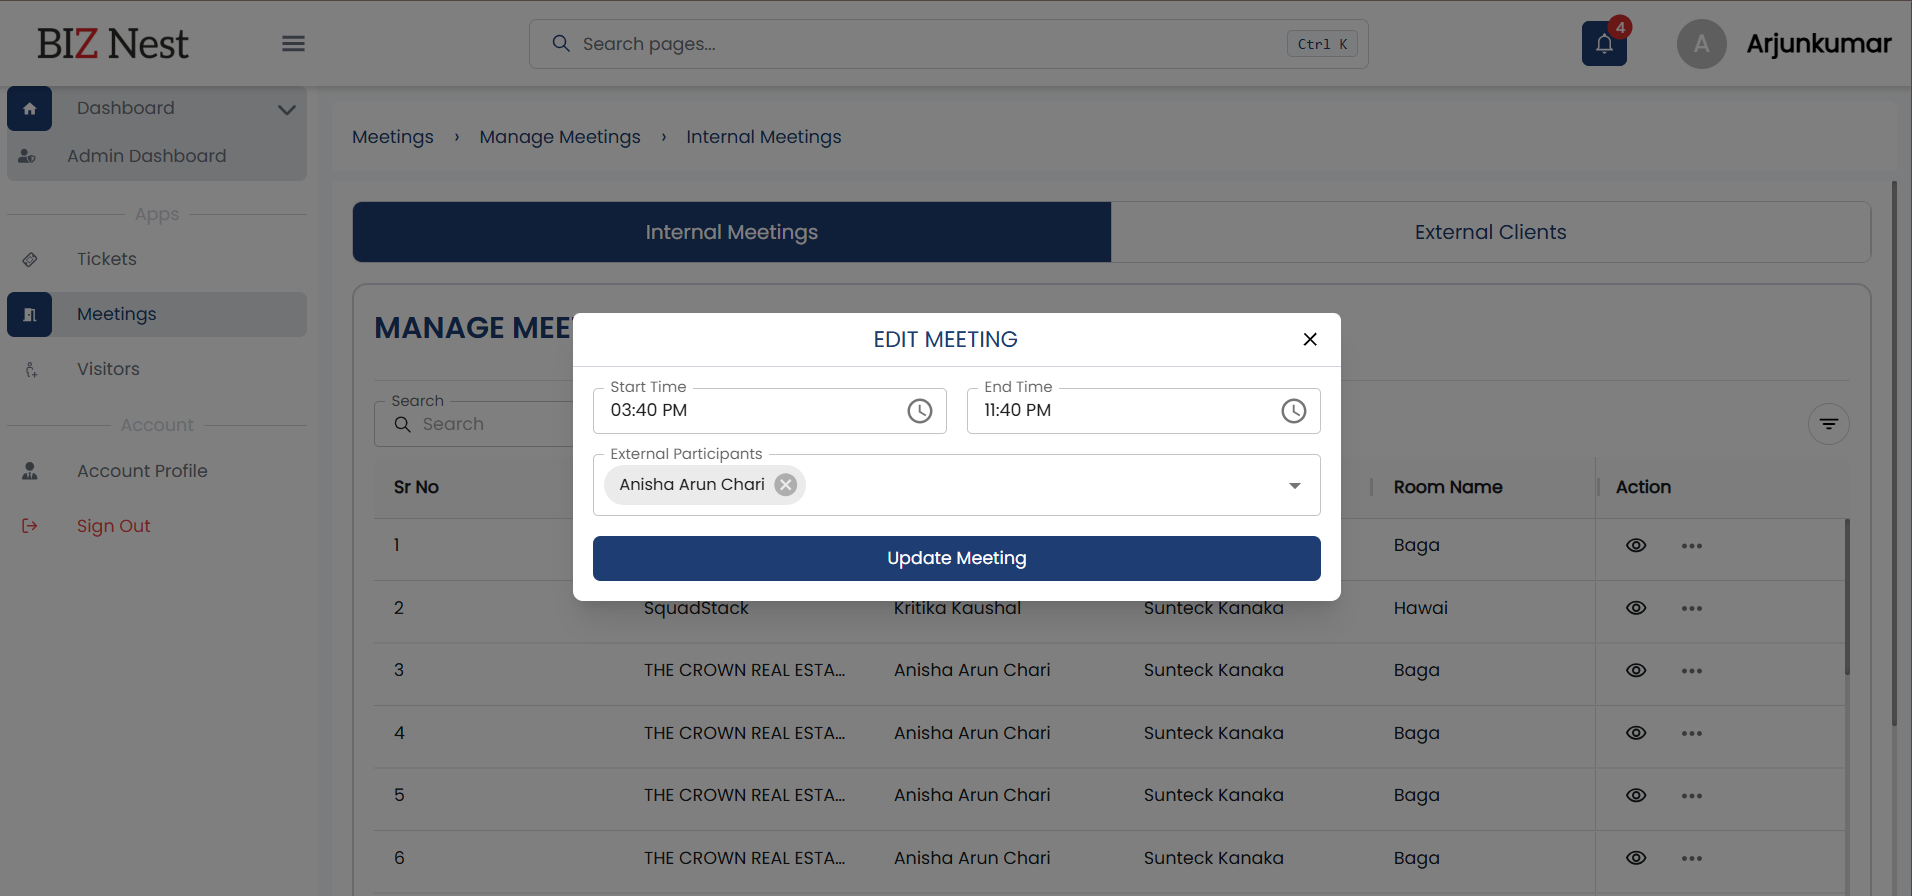 BIZ Nest
Search pages...
Ctrl K
4
A
Arjunkumar
Dashboard
Admin Dashboard
Apps
Tickets
Meetings
Visitors
Account
Account Profile
Sign Out
Meetings › Manage Meetings › Internal Meetings
Internal Meetings
External Clients
MANAGE MEE
Search
Search
EDIT MEETING
Start Time
03:40 PM
End Time
11:40 PM
External Participants
Anisha Arun Chari
Update Meeting
Sr No Room Name Action
1 Baga
2 SquadStack Kritika Kaushal Sunteck Kanaka Hawai
3 THE CROWN REAL ESTA... Anisha Arun Chari Sunteck Kanaka Baga
4 THE CROWN REAL ESTA... Anisha Arun Chari Sunteck Kanaka Baga
5 THE CROWN REAL ESTA... Anisha Arun Chari Sunteck Kanaka Baga
6 THE CROWN REAL ESTA... Anisha Arun Chari Sunteck Kanaka Baga